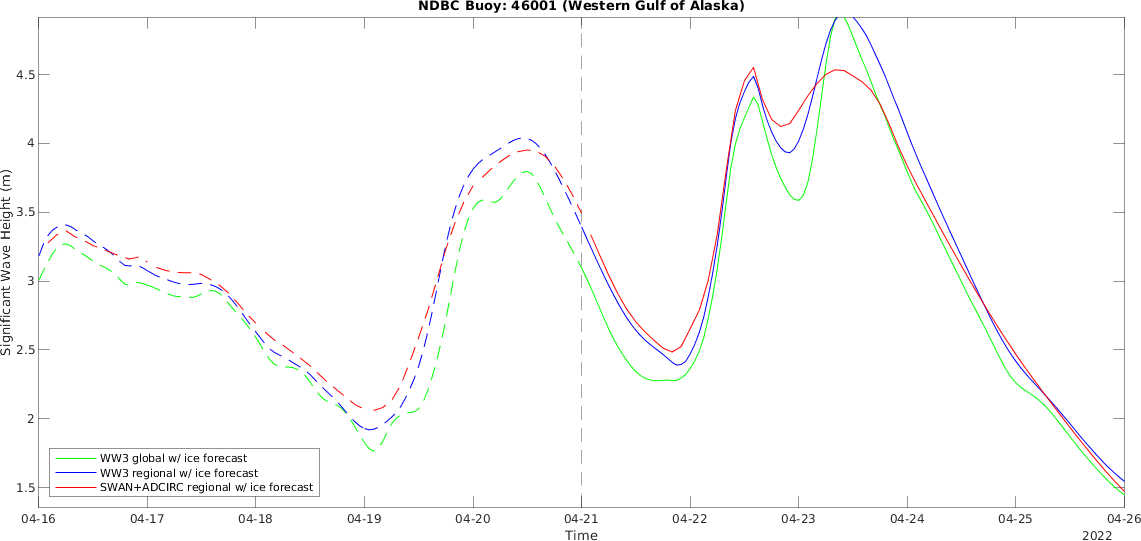 NDBC Buoy: 46001 (Western Gulf of Alaska)
Significant Wave Height (m)
4.5
4
3.5
3
2.5
2
1.5
WW3 global w/ ice forecast
WW3 regional w/ ice forecast
SWAN+ADCIRC regional w/ ice forecast
04-16 04-17 04-18 04-19 04-20 04-21 04-22 04-23 04-24 04-25 04-26
Time
2022